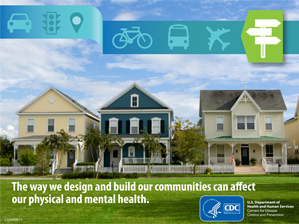 The way we design and build our communities can affect
our physical and mental health.
CDC
U.S. Department of
Health and Human Services
Centers for Disease
Control and Prevention